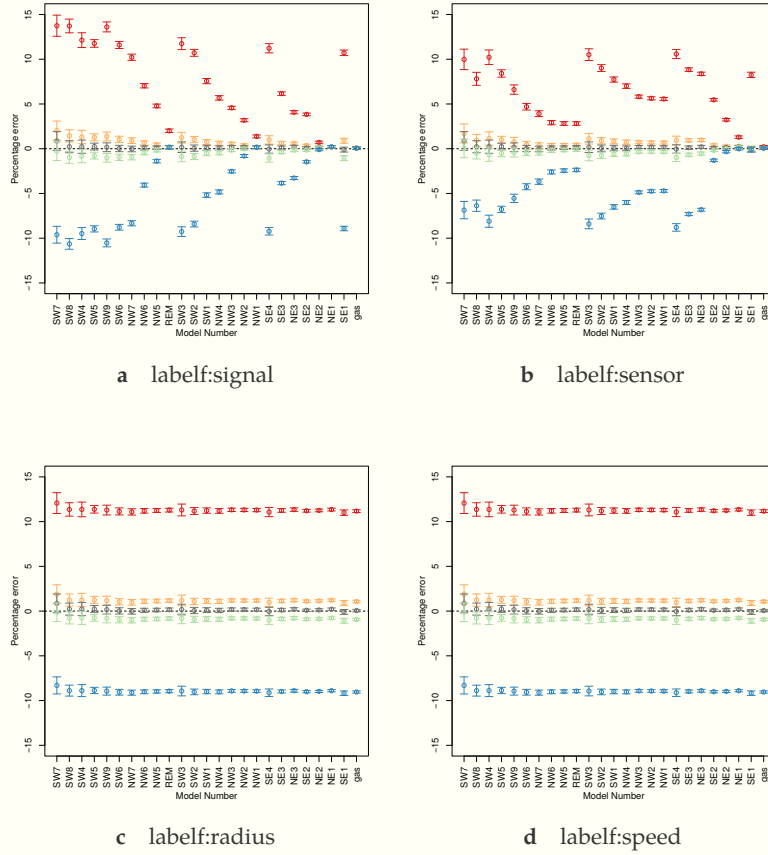 15
10
5
0
−5
−10
−15
Percentage error
SW7 SW8 SW4 SW5 SW9 SW6 NW7 NW6 NW5 REM SW3 SW2 SW1 NW4 NW3 NW2 NW1 SE4 SE3 NE3 SE2 NE2 NE1 SE1 gas
Model Number
a labelf:signal
15
10
5
0
−5
−10
−15
Percentage error
SW7 SW8 SW4 SW5 SW9 SW6 NW7 NW6 NW5 REM SW3 SW2 SW1 NW4 NW3 NW2 NW1 SE4 SE3 NE3 SE2 NE2 NE1 SE1 gas
Model Number
b labelf:sensor
15
10
5
0
−5
−10
−15
Percentage error
SW7 SW8 SW4 SW5 SW9 SW6 NW7 NW6 NW5 REM SW3 SW2 SW1 NW4 NW3 NW2 NW1 SE4 SE3 NE3 SE2 NE2 NE1 SE1 gas
Model Number
c labelf:radius
15
10
5
0
−5
−10
−15
Percentage error
SW7 SW8 SW4 SW5 SW9 SW6 NW7 NW6 NW5 REM SW3 SW2 SW1 NW4 NW3 NW2 NW1 SE4 SE3 NE3 SE2 NE2 NE1 SE1 gas
Model Number
d labelf:speed